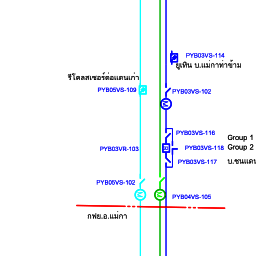 PYB03VS-114
ยูเทิน บ.แม่กาท่าข้าม
รีโคลสเซอร์ต่อแตนเก่า
PYB05VS-109
PYB03VS-102
M
PYB03VS-116
Group 1
PYB03VR-103
PYB03VS-118
Group 2
PYB03VS-117
บ.ชนแดน
PYB05VS-102
M
M
PYB04VS-105
กฟย.อ.แม่กา